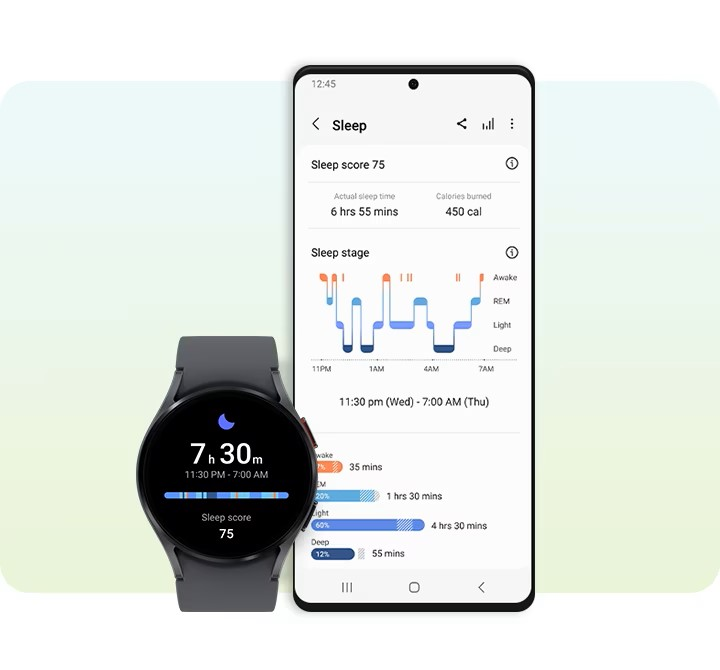 12:45
Sleep
Sleep score 75
Actual sleep time
Calories burned
6 hrs 55 mins
450 cal
Sleep stage
Awake
REM
Light
Deep
11PM 1AM 4AM 7AM
11:30 pm (Wed) - 7:00 AM (Thu)
wake
7% 35 mins
EM
20% 1 hrs 30 mins
ight
60% 4 hrs 30 mins
Deep
12% 55 mins
7h 30m
11:30 PM - 7:00 AM
Sleep score
75